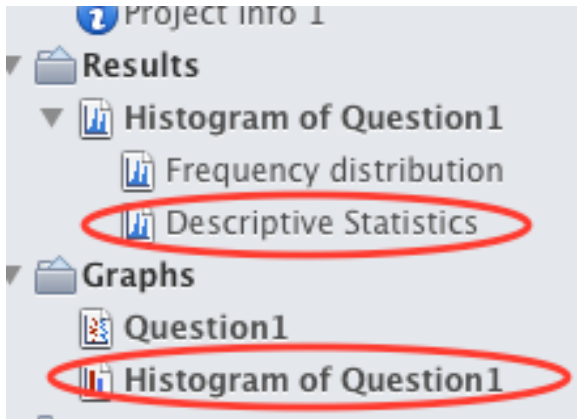 Project Info 1
Results
Histogram of Question1
Frequency distribution
Descriptive Statistics
Graphs
Question1
Histogram of Question1